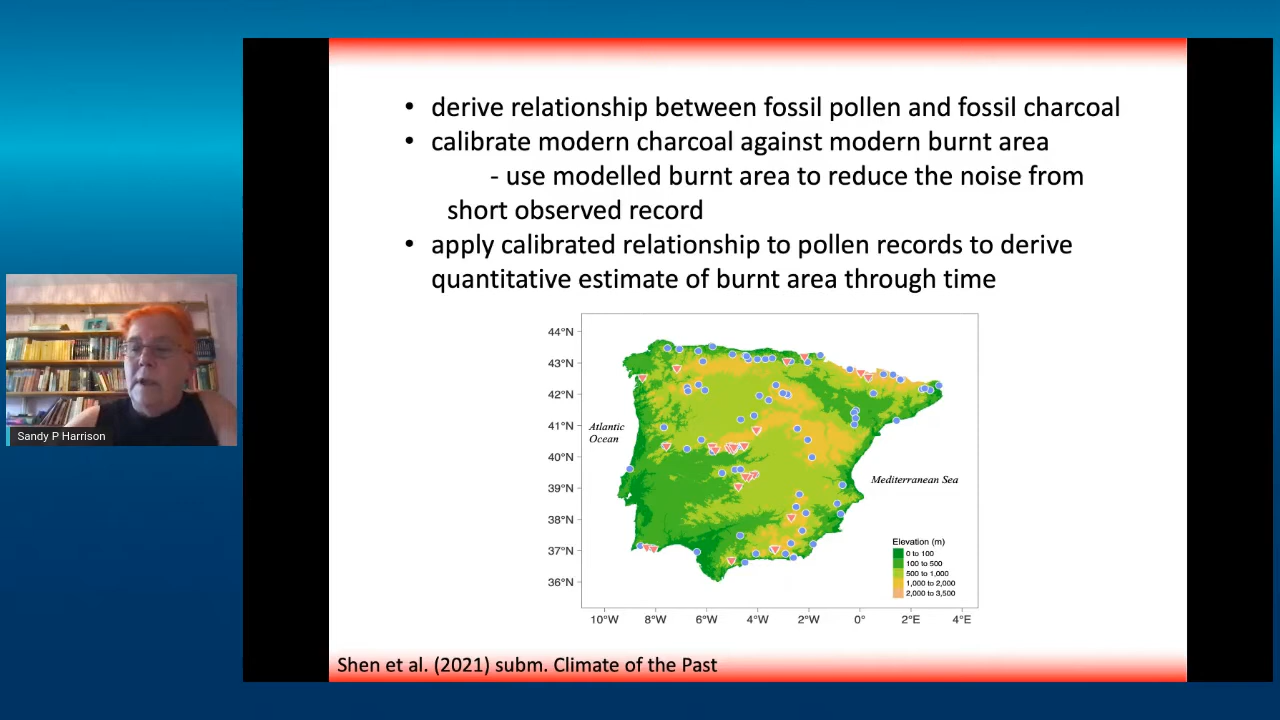 • derive relationship between fossil pollen and fossil charcoal
• calibrate modern charcoal against modern burnt area
- use modelled burnt area to reduce the noise from
short observed record
• apply calibrated relationship to pollen records to derive
quantitative estimate of burnt area through time
44°N
43°N
42°N
41°N
40°N
39°N
38°N
37°N
36°N
Atlantic
Ocean
Mediterranean Sea
Elevation (m)
0 to 100
100 to 500
500 to 1,000
1,000 to 2,000
2,000 to 3,500
10°W 8°W 6°W 4°W 2°W 0° 2°E 4°E
Shen et al. (2021) subm. Climate of the Past
Sandy P Harrison